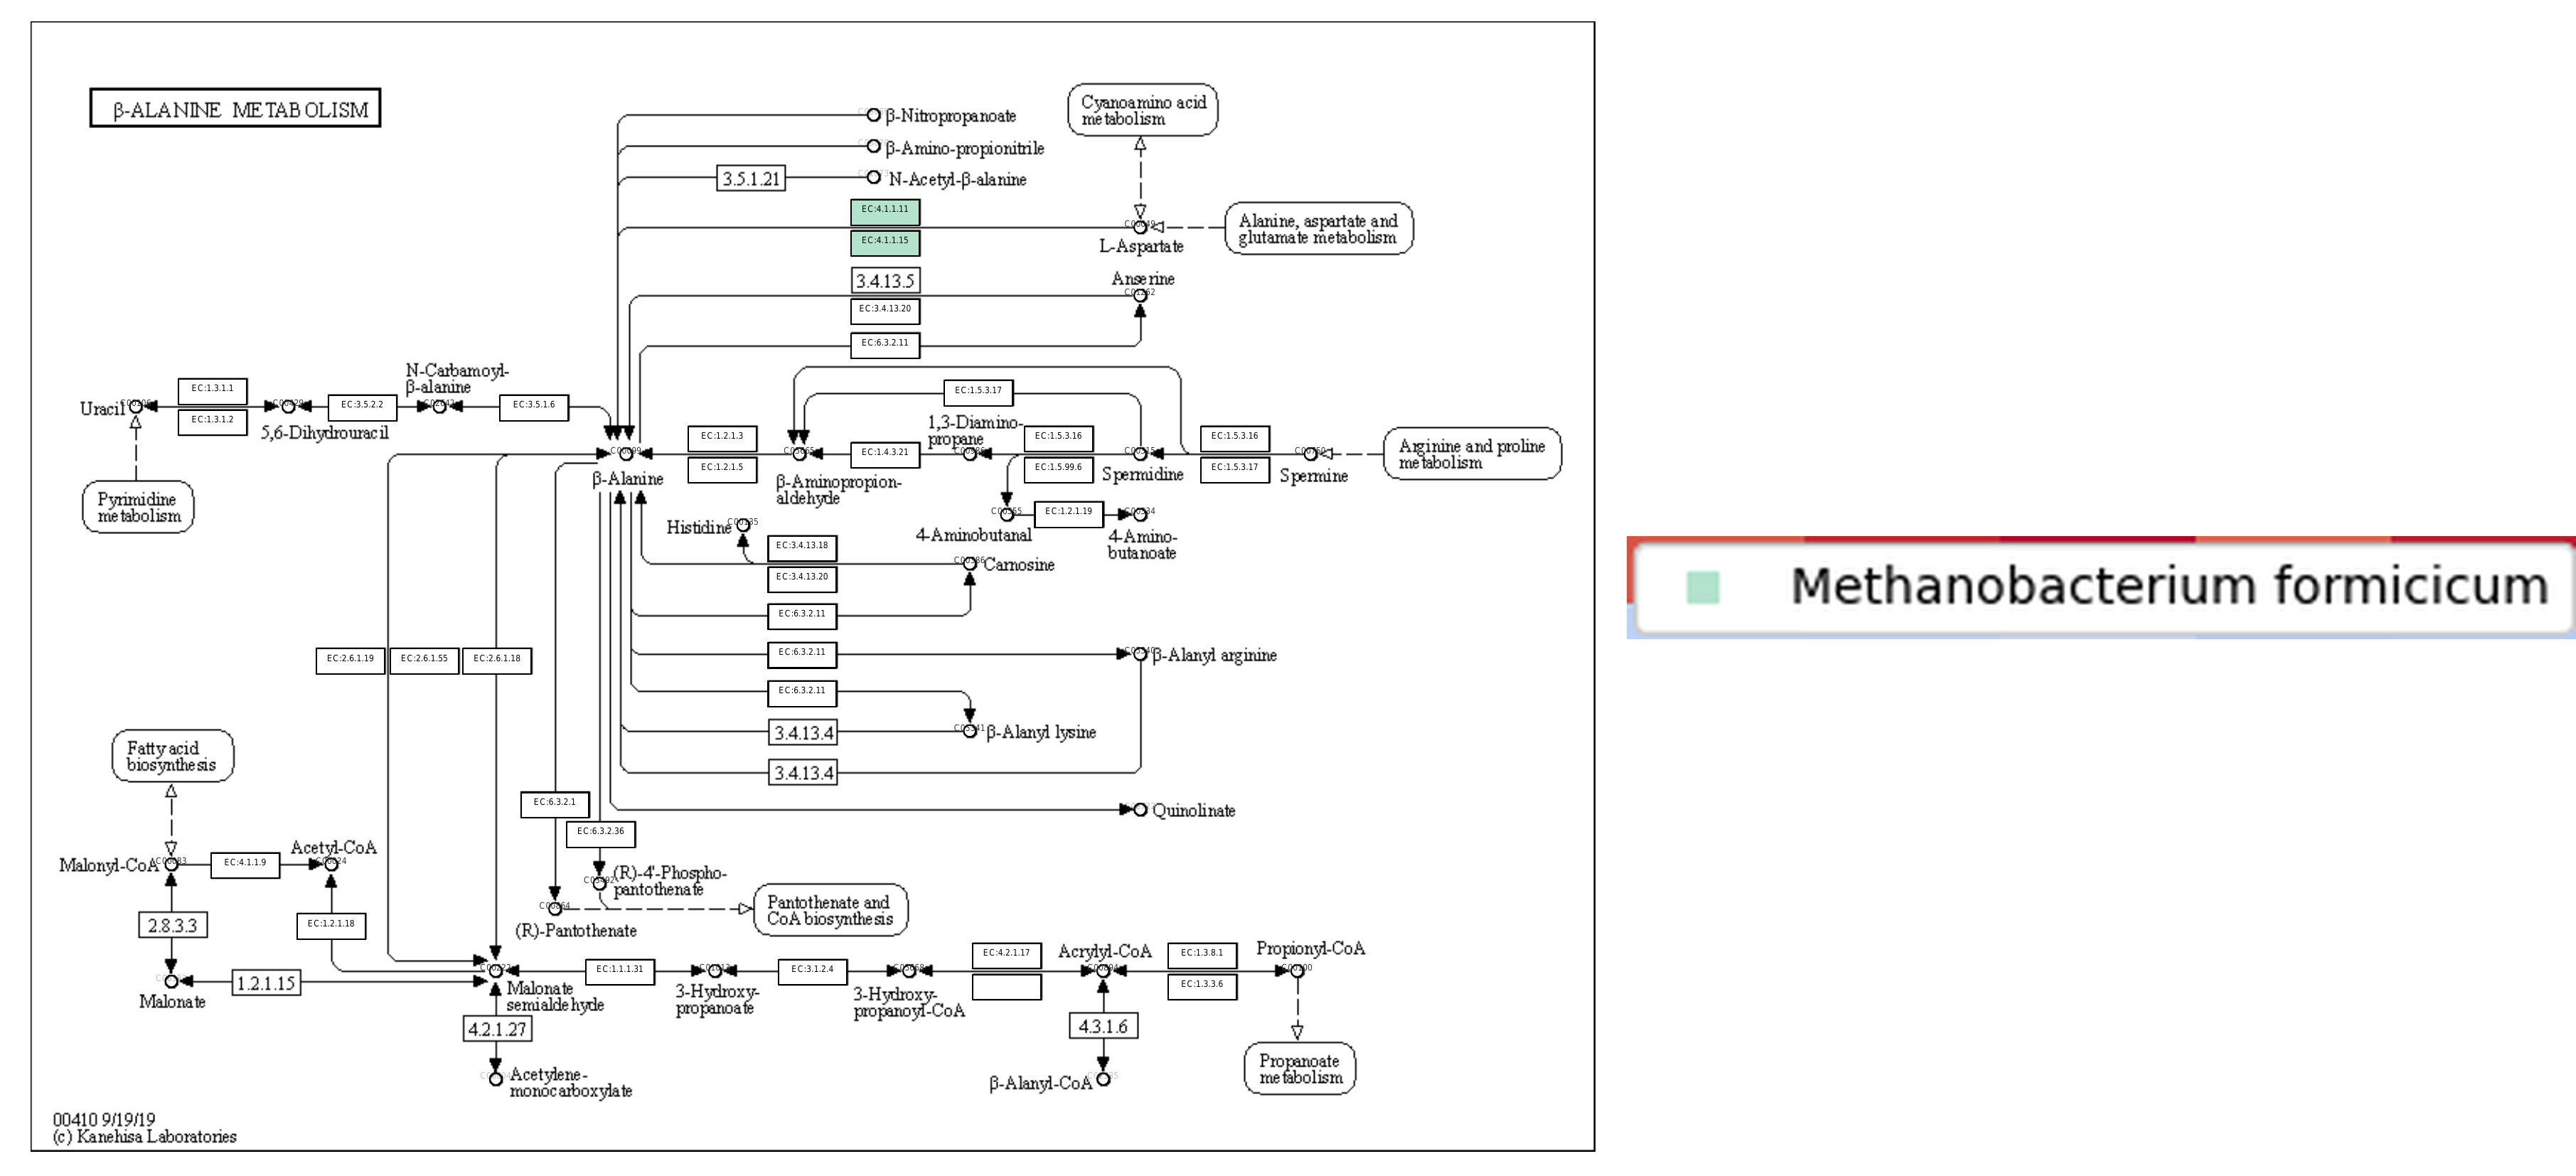 β-ALANINE METABOLISM
β-Nitropropanoate
β-Amino-propionitrile
3.5.1.21
N-Acetyl-β-alanine
Cyanoamino acid
metabolism
EC:4.1.1.11
EC:4.1.1.15
L-Aspartate
Alanine, aspartate and
glutamate metabolism
3.4.13.5
EC:3.4.13.20
Anserine
EC:6.3.2.11
Uracil
EC:1.3.1.1
EC:1.3.1.2
5,6-Dihydrouracil
EC:3.5.2.2
N-Carbamoyl-
β-alanine
EC:3.5.1.6
Pyrimidine
metabolism
β-Alanine
EC:1.2.1.3
EC:1.2.1.5
β-Aminopropion-
aldehyde
EC:1.4.3.21
EC:1.5.3.17
1,3-Diamino-
propane
EC:1.5.3.16
EC:1.5.99.6
Spermidine
EC:1.5.3.16
EC:1.5.3.17
Spermine
Arginine and proline
metabolism
4-Aminobutanal
EC:1.2.1.19
4-Amino-
butanoate
Histidine
EC:3.4.13.18
EC:3.4.13.20
Carnosine
EC:6.3.2.11
EC:6.3.2.11
β-Alanyl arginine
EC:6.3.2.11
3.4.13.4
β-Alanyl lysine
3.4.13.4
EC:2.6.1.19
EC:2.6.1.55
EC:2.6.1.18
Fatty acid
biosynthesis
EC:6.3.2.1
EC:6.3.2.36
Quinolinate
Malonyl-CoA
EC:4.1.1.9
Acetyl-CoA
(R)-4'-Phospho-
pantothenate
(R)-Pantothenate
Pantothenate and
CoA biosynthesis
2.8.3.3
EC:1.2.1.18
Malonate
1.2.1.15
Malonate
semialdehyde
EC:1.1.1.31
3-Hydroxy-
propanoate
EC:3.1.2.4
3-Hydroxy-
propanoyl-CoA
EC:4.2.1.17
Acrylyl-CoA
EC:1.3.8.1
EC:1.3.3.6
Propionyl-CoA
4.2.1.27
4.3.1.6
Acetylene-
monocarboxylate
β-Alanyl-CoA
Propanoate
metabolism
00410 9/19/19
(c) Kanehisa Laboratories
Methanobacterium formicicum